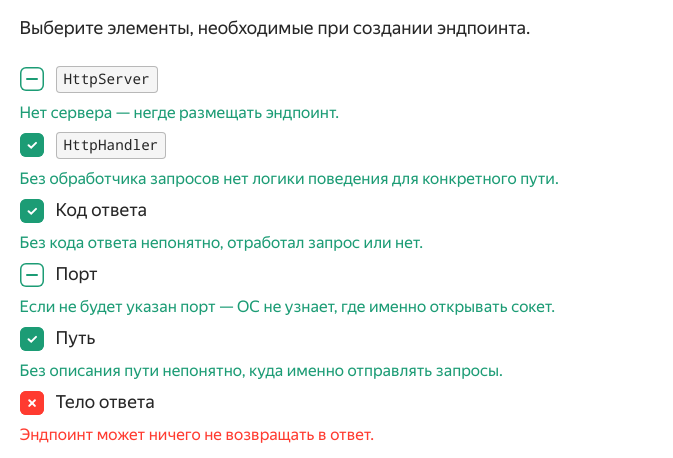 Выберите элементы, необходимые при создании эндпоинта.
HttpServer
Нет сервера — негде размещать эндпоинт.
HttpHandler
Без обработчика запросов нет логики поведения для конкретного пути.
Код ответа
Без кода ответа непонятно, отработал запрос или нет.
Порт
Если не будет указан порт — ОС не узнает, где именно открывать сокет.
Путь
Без описания пути непонятно, куда именно отправлять запросы.
Тело ответа
Эндпоинт может ничего не возвращать в ответ.